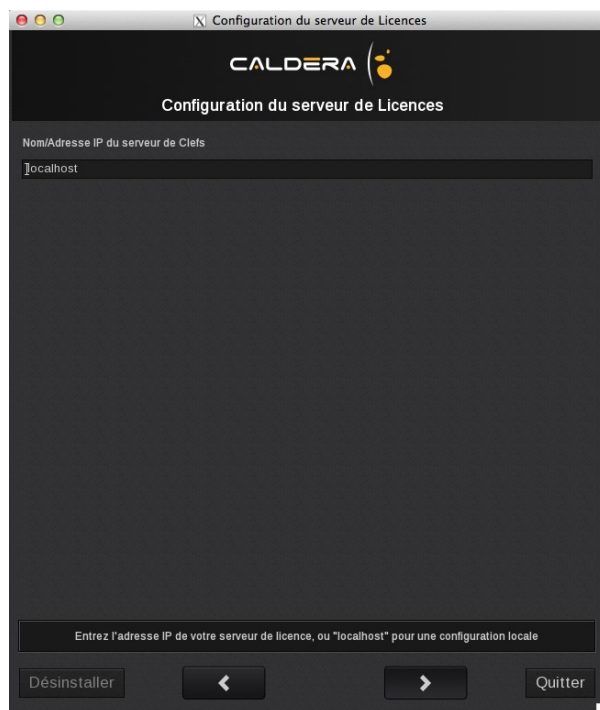 Configuration du serveur de Licences
CALDERA
Configuration du serveur de Licences
Nom/Adresse IP du serveur de Clefs
localhost
Entrez l'adresse IP de votre serveur de licence, ou "localhost" pour une configuration locale
Désinstaller
Quitter